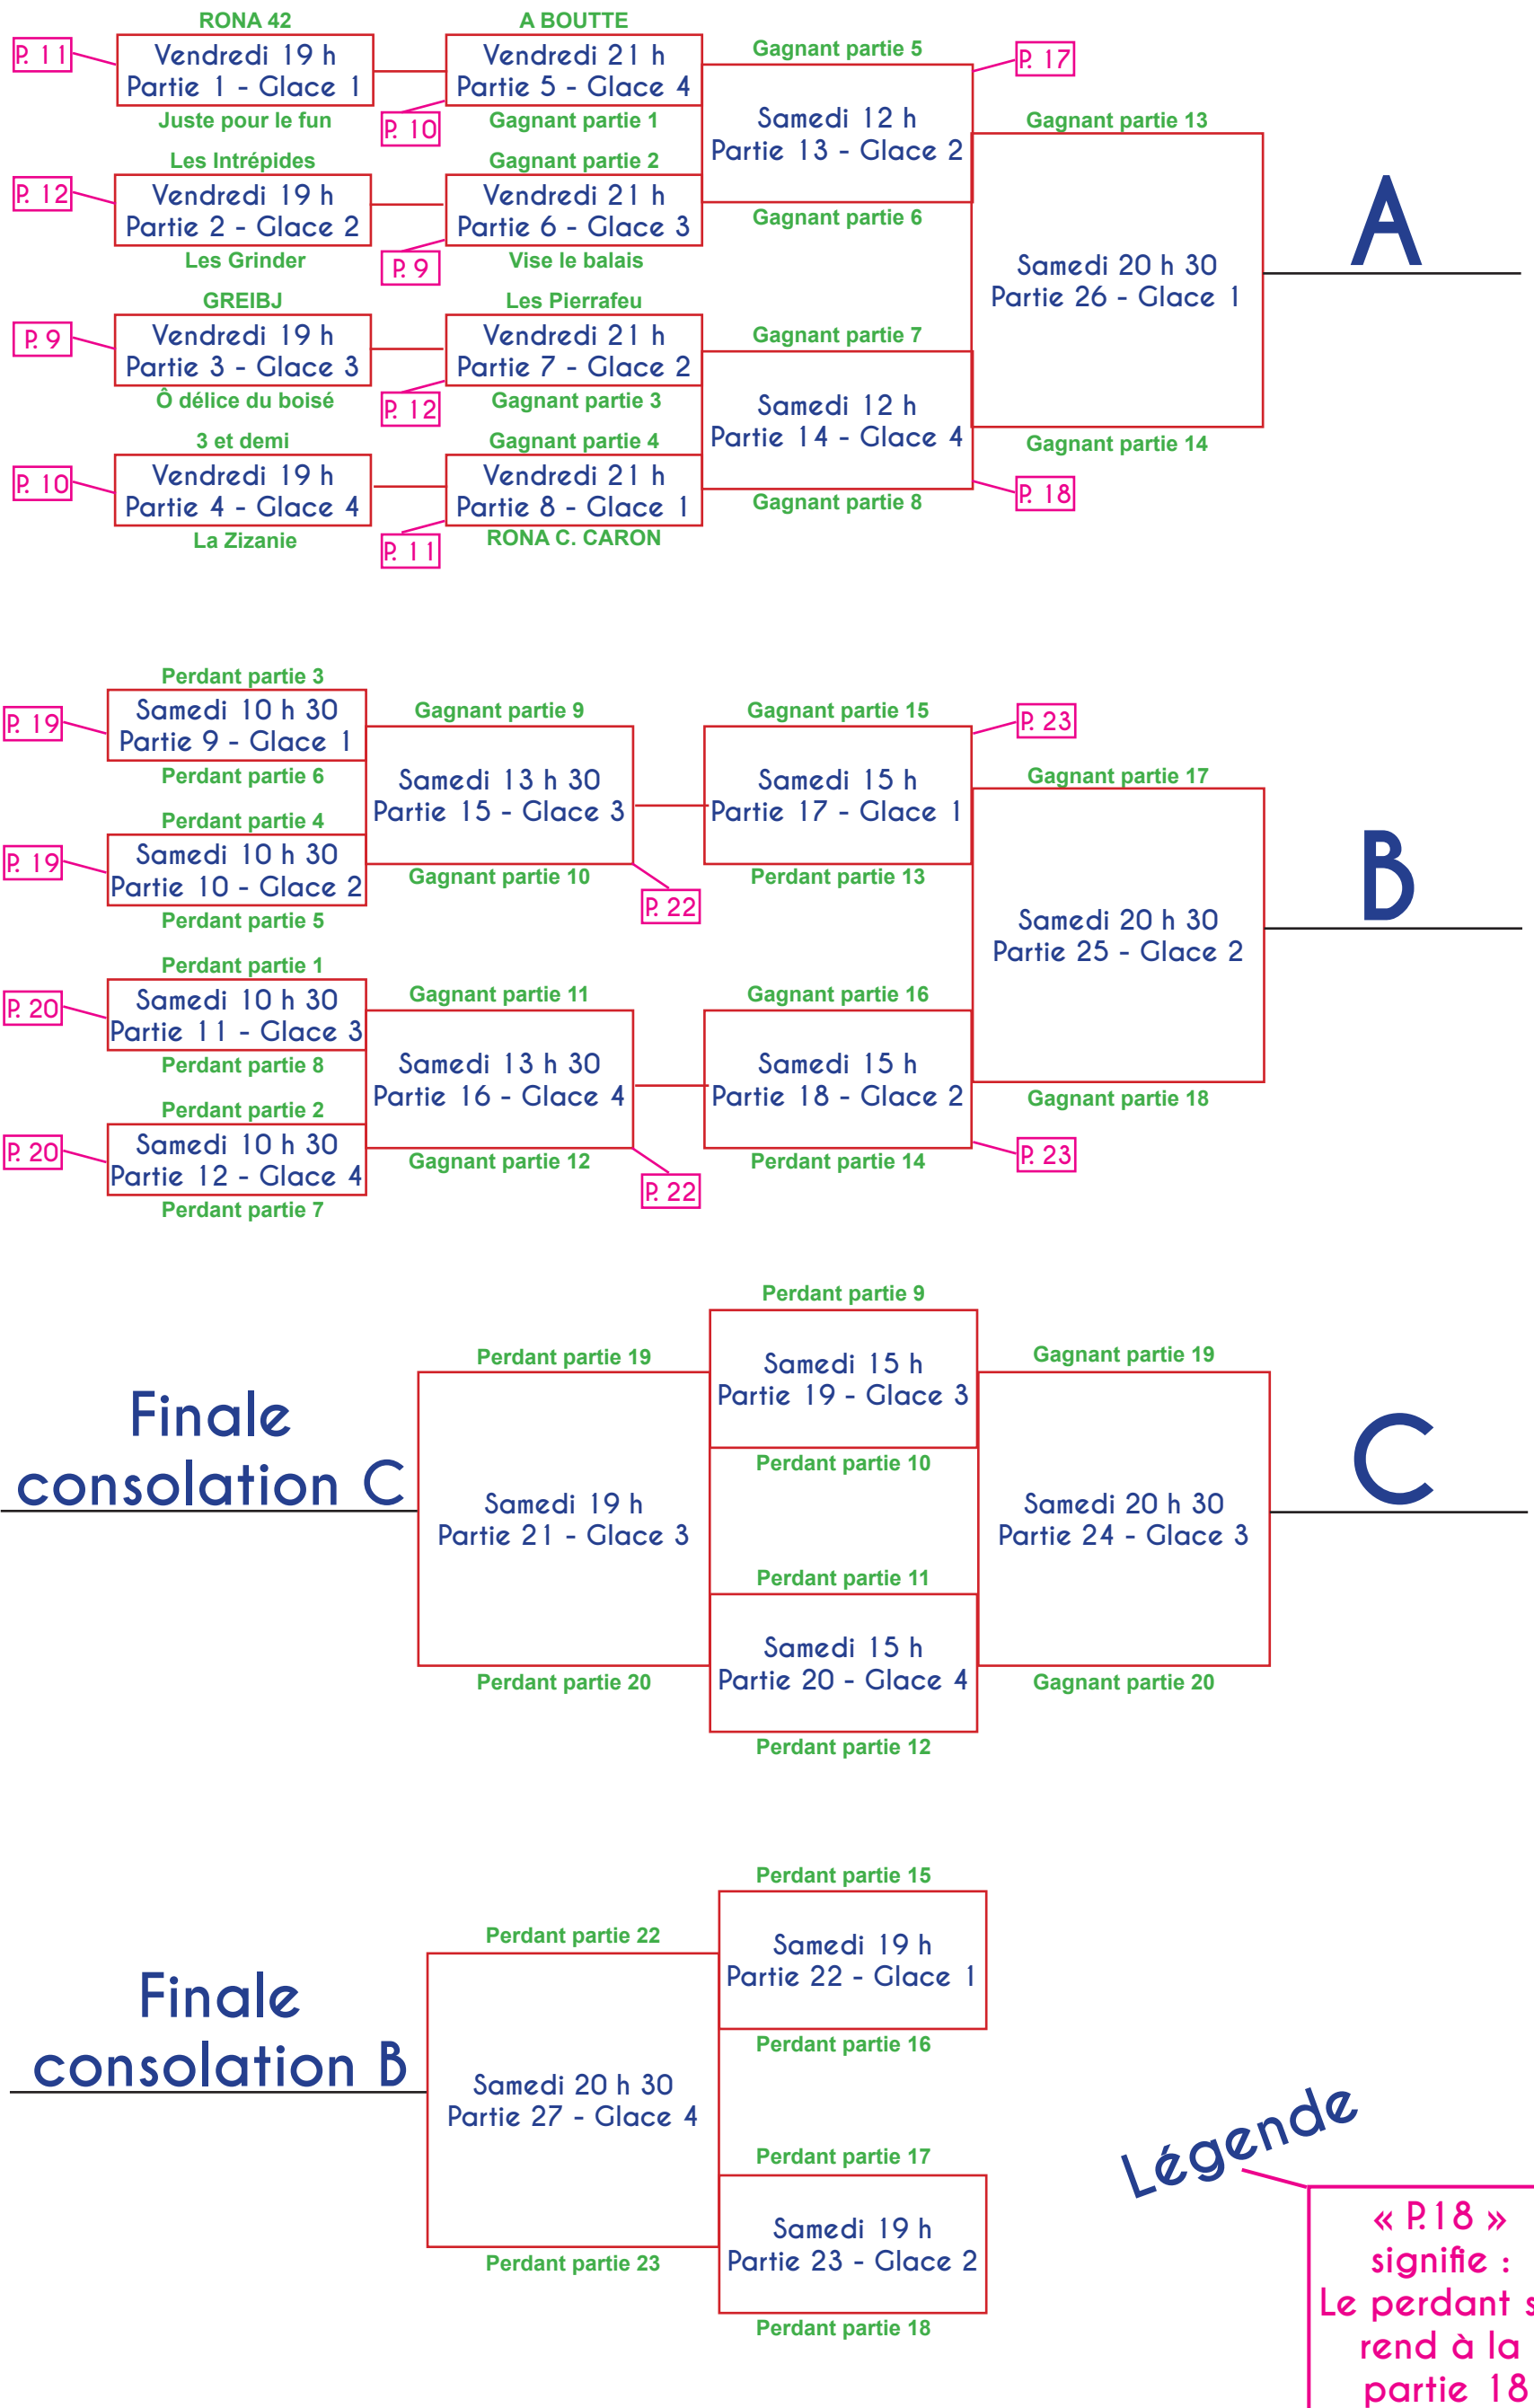 RONA 42
A BOUTTE
Gagnant partie 5
P. 11
Vendredi 19 h
Partie 1 - Glace 1
Vendredi 21 h
Partie 5 - Glace 4
P. 17
Juste pour le fun
P. 10
Gagnant partie 1
Samedi 12 h
Partie 13 - Glace 2
Gagnant partie 13
Les Intrépides
Gagnant partie 2
P. 12
Vendredi 19 h
Partie 2 - Glace 2
Vendredi 21 h
Partie 6 - Glace 3
Gagnant partie 6
A
Les Grinder
P. 9
Vise le balais
Samedi 20 h 30
Partie 26 - Glace 1
GREIBJ
Les Pierrafeu
P. 9
Vendredi 19 h
Partie 3 - Glace 3
Vendredi 21 h
Partie 7 - Glace 2
Gagnant partie 7
Ô délice du boisé
P. 12
Gagnant partie 3
Samedi 12 h
Partie 14 - Glace 4
Gagnant partie 14
3 et demi
Gagnant partie 4
P. 10
Vendredi 19 h
Partie 4 - Glace 4
Vendredi 21 h
Partie 8 - Glace 1
Gagnant partie 8
P. 18
La Zizanie
P. 11
RONA C. CARON
Perdant partie 3
P. 19
Samedi 10 h 30
Partie 9 - Glace 1
Perdant partie 6
Gagnant partie 9
Gagnant partie 15
P. 23
Samedi 13 h 30
Partie 15 - Glace 3
Samedi 15 h
Partie 17 - Glace 1
Gagnant partie 17
Perdant partie 4
P. 19
Samedi 10 h 30
Partie 10 - Glace 2
Perdant partie 5
Gagnant partie 10
P. 22
Perdant partie 13
B
Samedi 20 h 30
Partie 25 - Glace 2
Perdant partie 1
P. 20
Samedi 10 h 30
Partie 11 - Glace 3
Perdant partie 8
Gagnant partie 11
Gagnant partie 16
Samedi 13 h 30
Partie 16 - Glace 4
Samedi 15 h
Partie 18 - Glace 2
Gagnant partie 18
Perdant partie 2
P. 20
Samedi 10 h 30
Partie 12 - Glace 4
Perdant partie 7
Gagnant partie 12
P. 22
Perdant partie 14
P. 23
Perdant partie 9
Perdant partie 19
Samedi 15 h
Partie 19 - Glace 3
Gagnant partie 19
Perdant partie 10
Finale
consolation C
Samedi 19 h
Partie 21 - Glace 3
Samedi 20 h 30
Partie 24 - Glace 3
C
Perdant partie 11
Samedi 15 h
Partie 20 - Glace 4
Perdant partie 20
Gagnant partie 20
Perdant partie 12
Perdant partie 15
Perdant partie 22
Samedi 19 h
Partie 22 - Glace 1
Perdant partie 16
Finale
consolation B
Samedi 20 h 30
Partie 27 - Glace 4
Perdant partie 17
Perdant partie 23
Samedi 19 h
Partie 23 - Glace 2
Perdant partie 18
Légende
« P.18 »
signifie :
Le perdant s
rend à la
partie 18